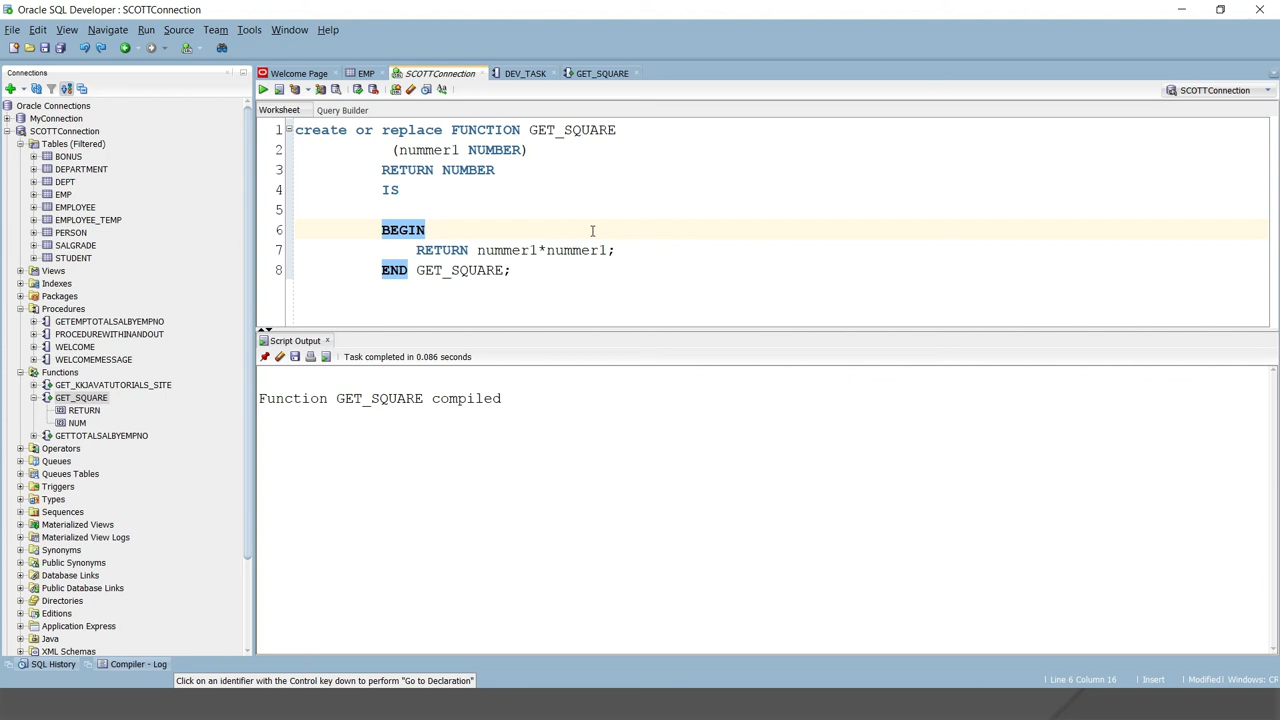 Oracle SQL Developer : SCOTTConnection
File Edit View Navigate Run Source Team Tools Window Help
Connections
Welcome Page EMP SCOTTConnection DEV_TASK GET_SQUARE
SCOTTConnection
Worksheet Query Builder
Oracle Connections
MyConnection
SCOTTConnection
Tables (Filtered)
BONUS
DEPARTMENT
DEPT
EMP
EMPLOYEE
EMPLOYEE_TEMP
PERSON
SALGRADE
STUDENT
Views
Indexes
Packages
Procedures
GETEMPTOTALSALBYEMPNO
PROCEDUREWITHINANDOUT
WELCOME
WELCOMEMESSAGE
Functions
GET_KKJAVATUTORIALS_SITE
GET_SQUARE
RETURN
NUM
GETTOTALSALBYEMPNO
Operators
Queues
Queues Tables
Triggers
Types
Sequences
Materialized Views
Materialized View Logs
Synonyms
Public Synonyms
Database Links
Public Database Links
Directories
Editions
Application Express
Java
XML Schemas
1 create or replace FUNCTION GET_SQUARE
2 (nummer1 NUMBER)
3 RETURN NUMBER
4 IS
5
6 BEGIN
7 RETURN nummer1*nummer1;
8 END GET_SQUARE;
Script Output
Task completed in 0.086 seconds
Function GET_SQUARE compiled
SQL History Compiler - Log
Click on an identifier with the Control key down to perform "Go to Declaration"
Line 6 Column 16 Insert Modified Windows: CF